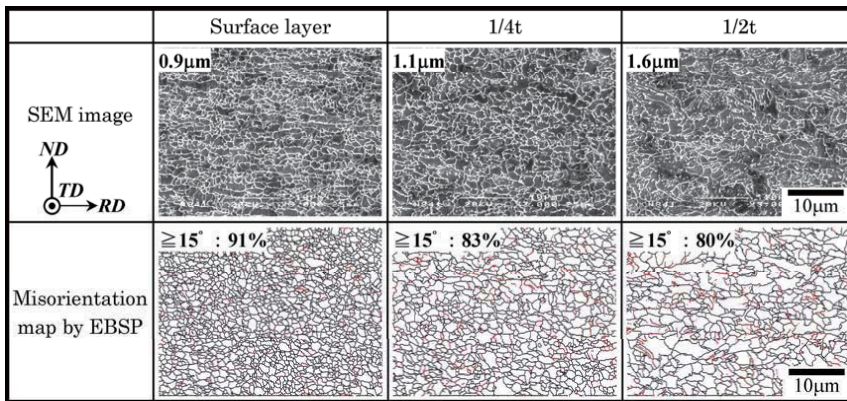 Surface layer
1/4t
1/2t
SEM image
ND
TD
RD
0.9μm
1.1μm
1.6μm
10μm
Misorientation
map by EBSP
≧15° : 91%
≧15° : 83%
≧15° : 80%
10μm